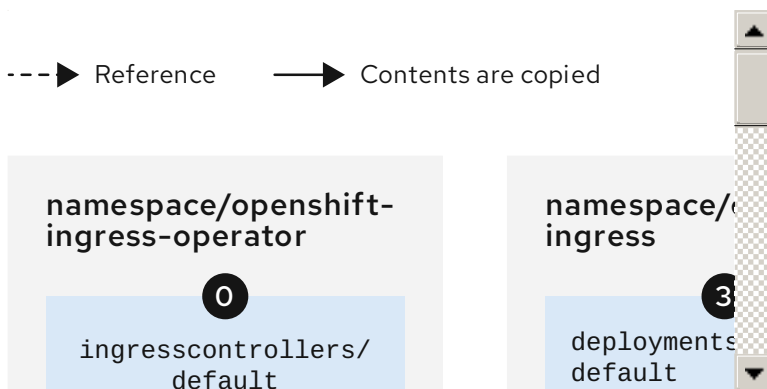 Reference
Contents are copied
namespace/openshift-
ingress-operator
0
ingresscontrollers/
default
namespace/
ingress
3
deployments
default